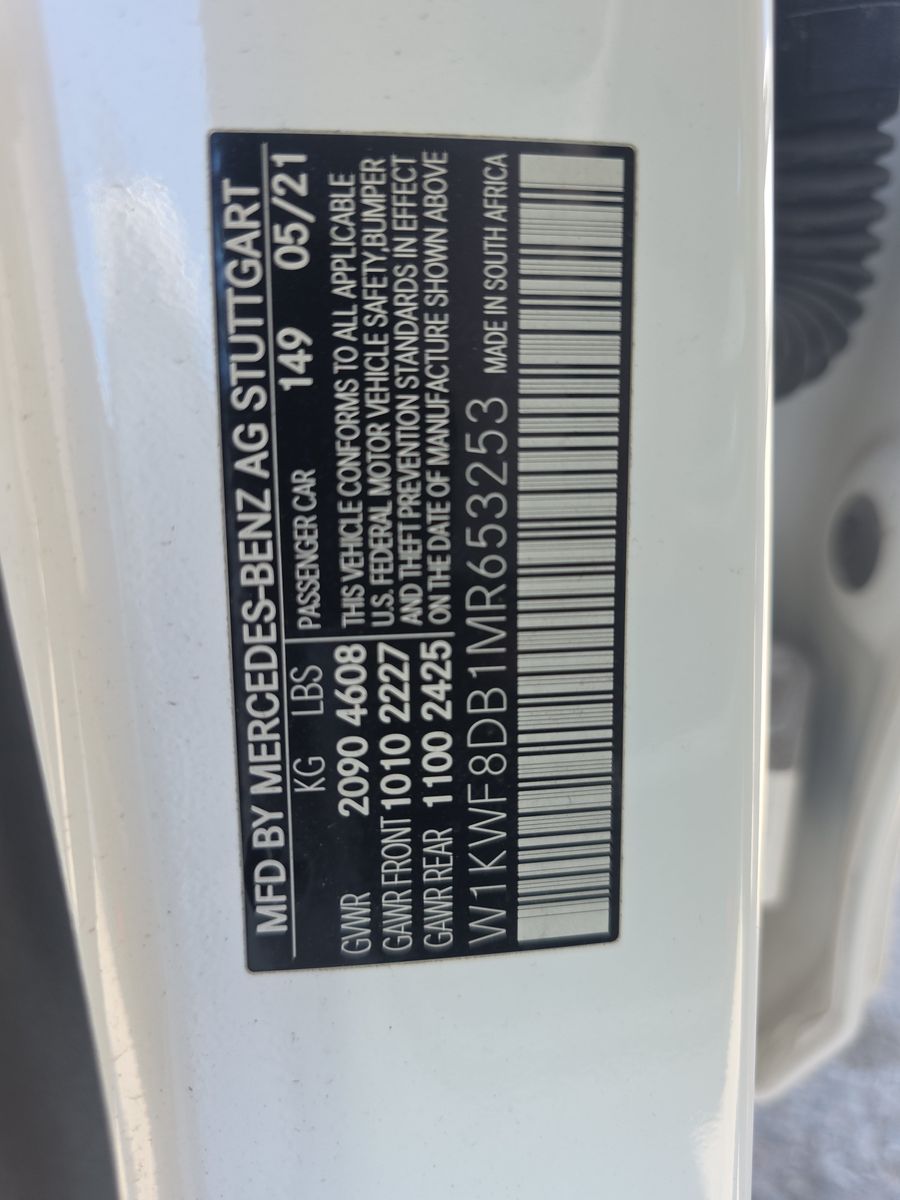 MFD BY MERCEDES-BENZ AG STUTTGART
KG LBS PASSENGER CAR 149 05/21
GVWR 2090 4608 THIS VEHICLE CONFORMS TO ALL APPLICABLE
GAWR FRONT 1010 2227 U.S. FEDERAL MOTOR VEHICLE SAFETY,BUMPER
GAWR REAR 1100 2425 AND THEFT PREVENTION STANDARDS IN EFFECT
ON THE DATE OF MANUFACTURE SHOWN ABOVE
W1KWF8DB1MR653253 MADE IN SOUTH AFRICA